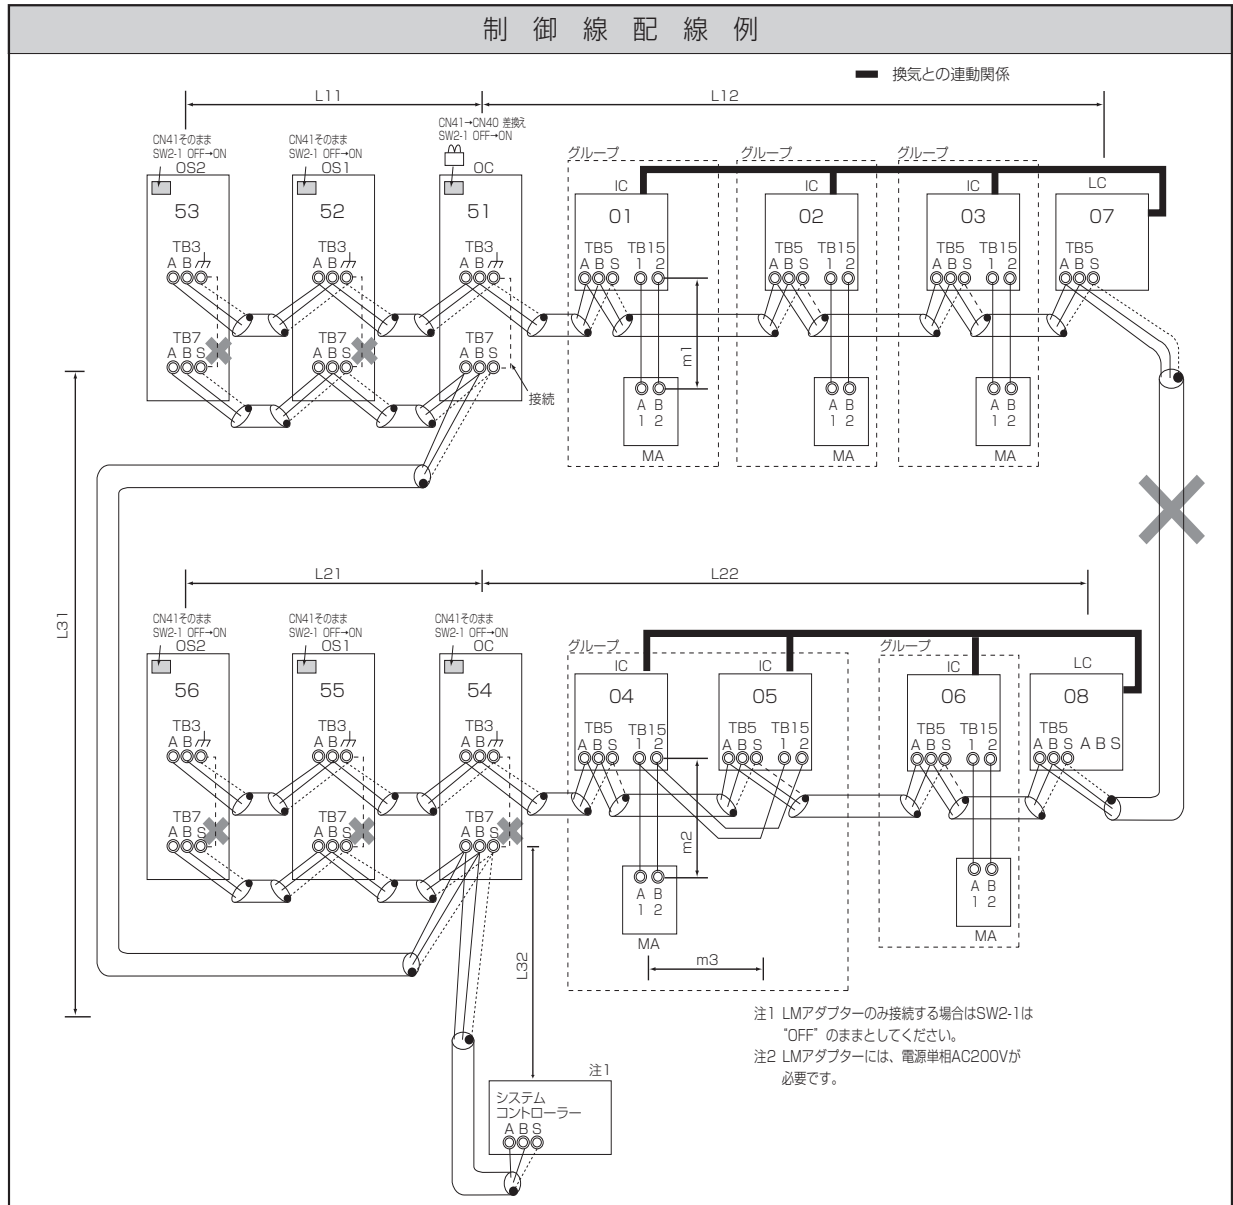 制御線配線例
換気との連動関係
L11
L12
CN41そのまま
SW2-1 OFF→ON
OS2
CN41そのまま
SW2-1 OFF→ON
OS1
CN41→CN40 差換え
SW2-1 OFF→ON
OC
グループ
グループ
グループ
IC
IC
IC
LC
53
52
51
01
02
03
07
TB3
A B
TB3
A B
TB3
A B
TB5
A B S
TB15
1 2
TB5
A B S
TB15
1 2
TB5
A B S
TB15
1 2
TB5
A B S
TB7
A B S
TB7
A B S
TB7
A B S
接続
m1
A B
1 2
MA
A B
1 2
MA
A B
1 2
MA
L31
L21
L22
CN41そのまま
SW2-1 OFF→ON
OS2
CN41そのまま
SW2-1 OFF→ON
OS1
CN41そのまま
SW2-1 OFF→ON
OC
グループ
グループ
IC
IC
IC
LC
56
55
54
04
05
06
08
TB3
A B
TB3
A B
TB3
A B
TB5
A B S
TB15
1 2
TB5
A B S
TB15
1 2
TB5
A B S
TB15
1 2
TB5
A B S
A B S
TB7
A B S
TB7
A B S
TB7
A B S
m2
A B
1 2
MA
A B
1 2
MA
m3
L32
注1 LMアダプターのみ接続する場合はSW2-1は
“OFF”のままとしてください。
注2 LMアダプターには、電源単相AC200Vが
必要です。
注1
システム
コントローラー
A B S